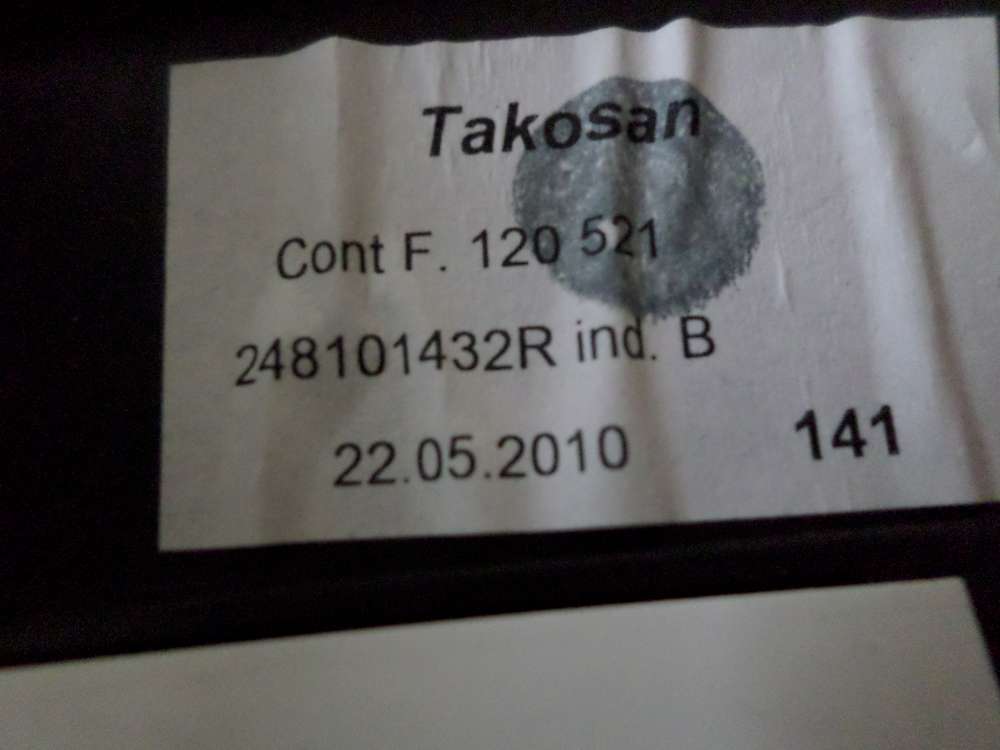 Takosan
Cont F. 120 521
248101432R ind. B
22.05.2010 141